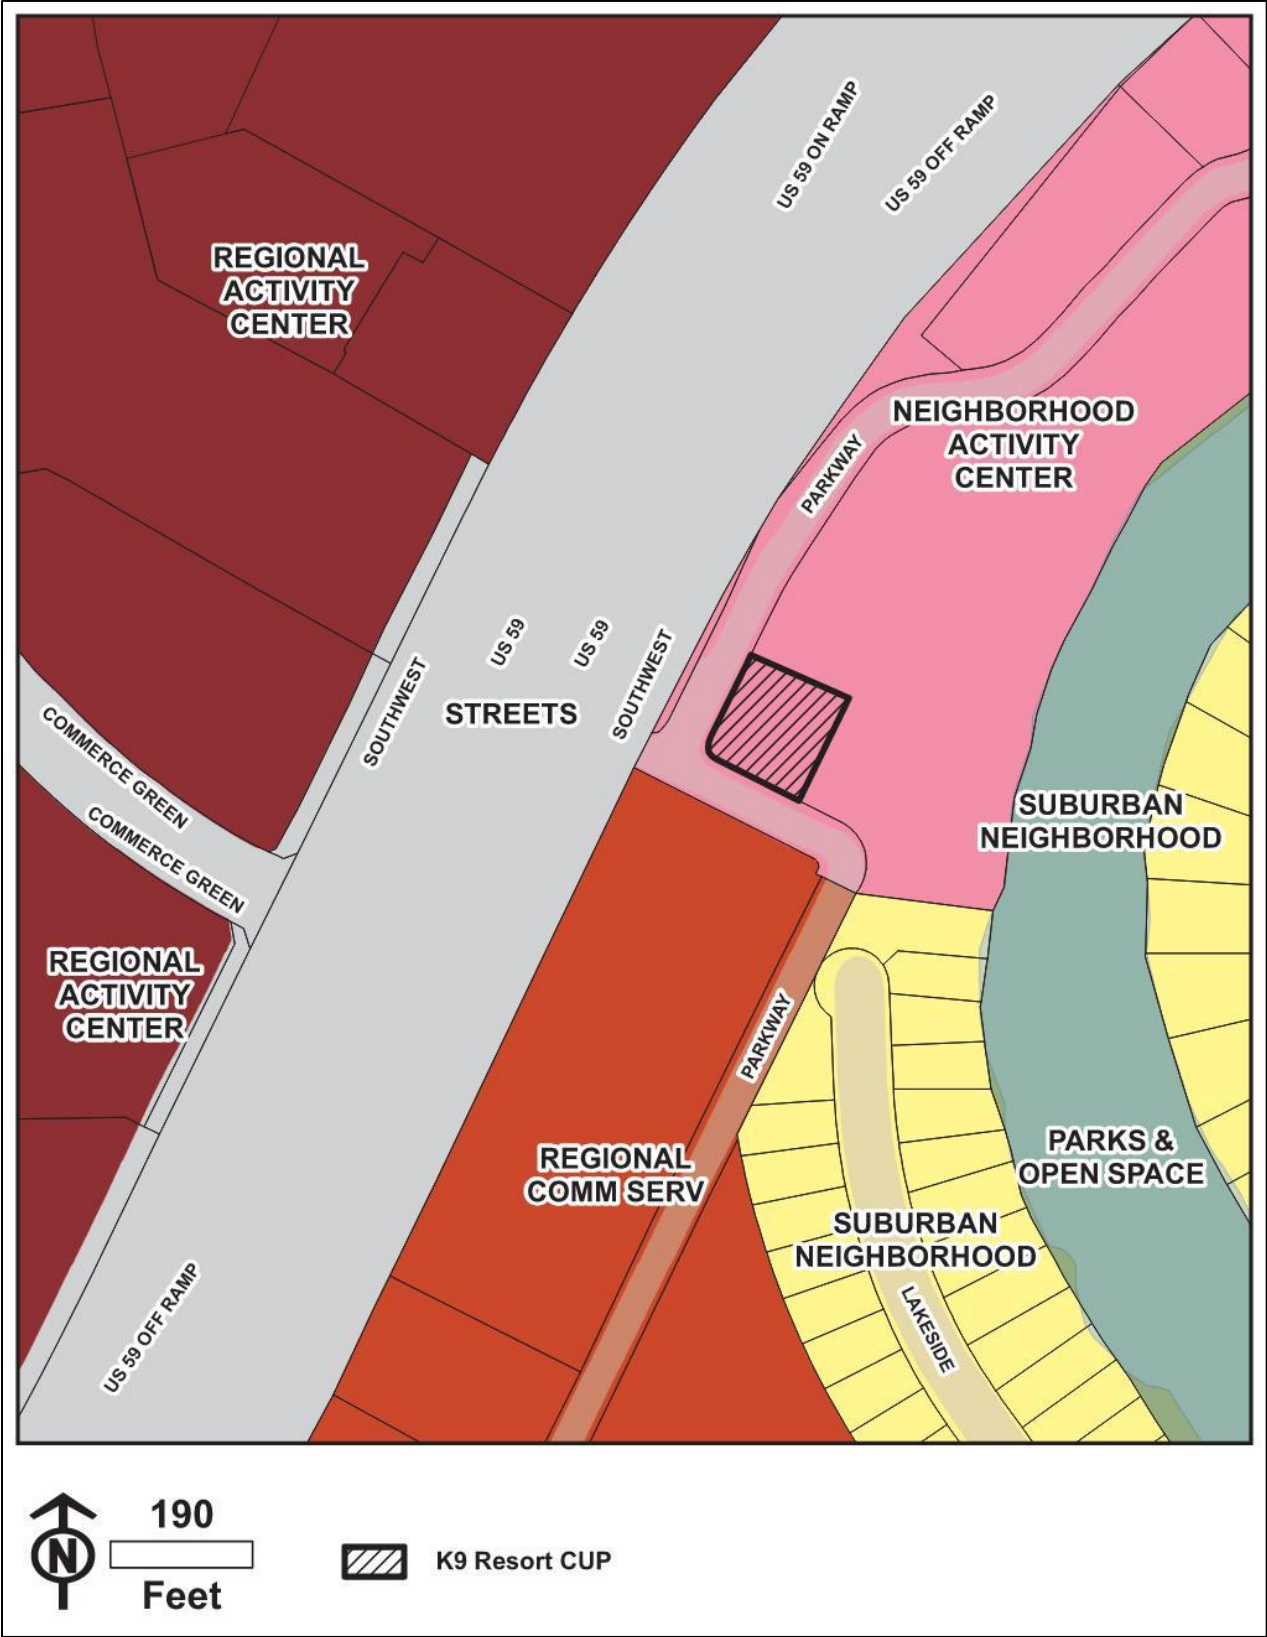 US 59 ON RAMP
US 59 OFF RAMP
REGIONAL
ACTIVITY
CENTER
NEIGHBORHOOD
ACTIVITY
CENTER
PARKWAY
US 59
US 59
SOUTHWEST
SOUTHWEST
STREETS
COMMERCE GREEN
COMMERCE GREEN
SUBURBAN
NEIGHBORHOOD
REGIONAL
ACTIVITY
CENTER
PARKWAY
REGIONAL
COMM SERV
PARKS &
OPEN SPACE
SUBURBAN
NEIGHBORHOOD
LAKESIDE
US 59 OFF RAMP
190
Feet
N
K9 Resort CUP